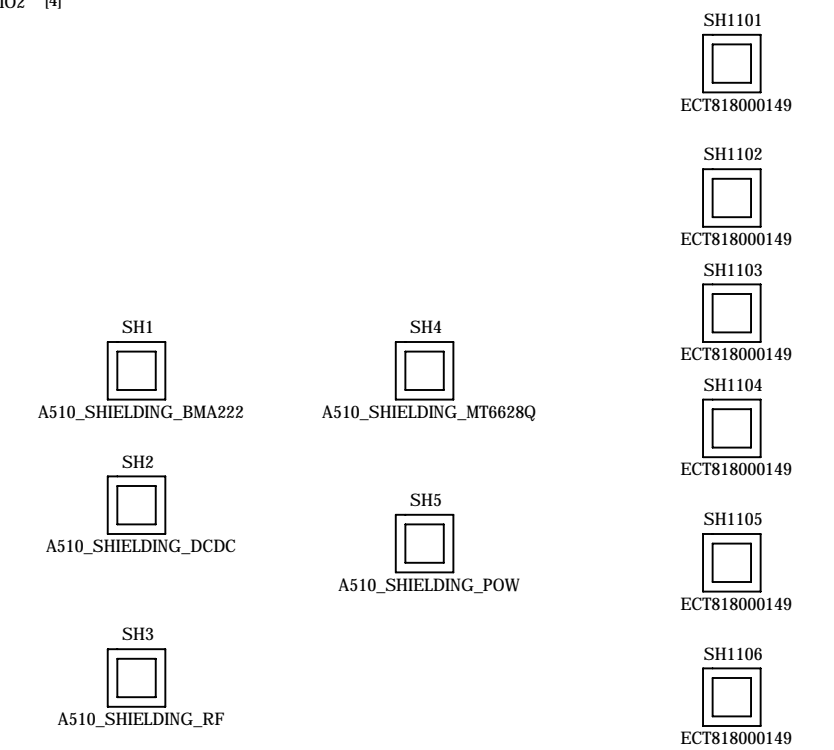 [4]
SH1101
ECT818000149
SH1102
ECT818000149
SH1103
ECT818000149
SH1104
ECT818000149
SH1105
ECT818000149
SH1106
ECT818000149
SH1
A510_SHIELDING_BMA222
SH2
A510_SHIELDING_DCDC
SH3
A510_SHIELDING_RF
SH4
A510_SHIELDING_MT6628Q
SH5
A510_SHIELDING_POW